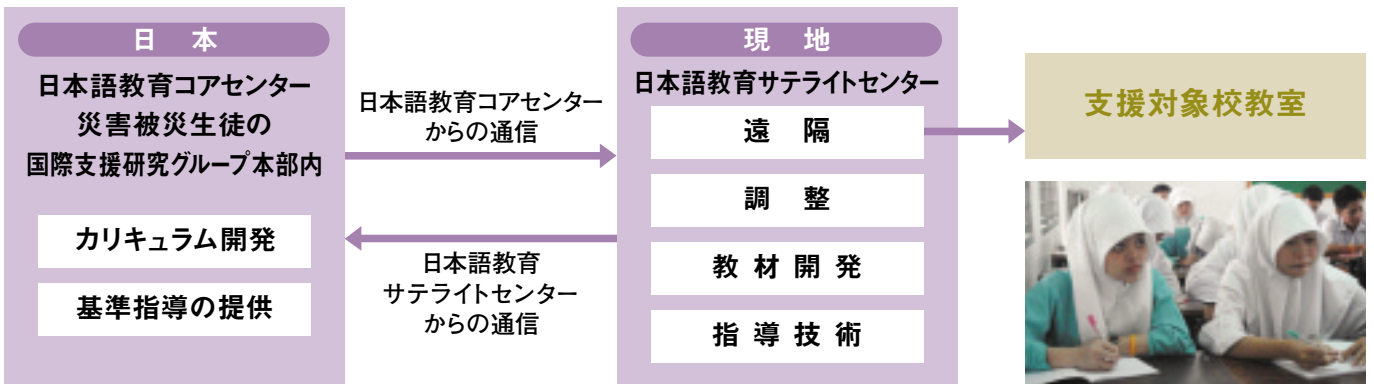 日 本
日本語教育コアセンター
災害被災生徒の
国際支援研究グループ本部内
カリキュラム開発
基準指導の提供
日本語教育コアセンター
からの通信
日本語教育
サテライトセンター
からの通信
現 地
日本語教育サテライトセンター
遠 隔
調 整
教 材 開 発
指 導 技 術
支援対象校教室